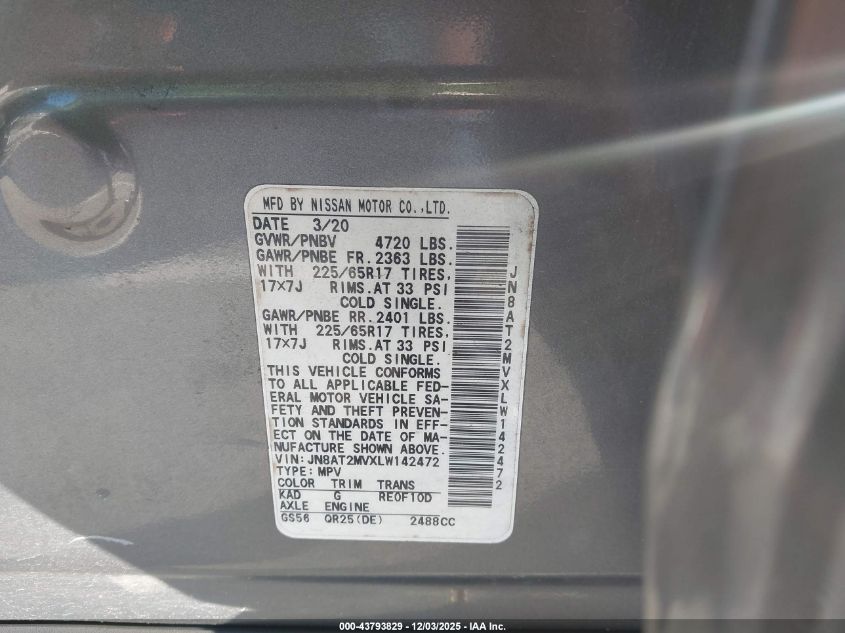 MFD BY NISSAN MOTOR CO.,LTD.
DATE 3/20
GVWR/PNBV 4720 LBS.
GAWR/PNBE FR. 2363 LBS.
WITH 225/65R17 TIRES,
17×7J RIMS.AT 33 PSI
COLD SINGLE.
GAWR/PNBE RR. 2401 LBS.
WITH 225/65R17 TIRES,
17×7J RIMS.AT 33 PSI
COLD SINGLE.
THIS VEHICLE CONFORMS
TO ALL APPLICABLE FED-
ERAL MOTOR VEHICLE SA-
FETY AND THEFT PREVEN-
TION STANDARDS IN EFF-
ECT ON THE DATE OF MA-
NUFACTURE SHOWN ABOVE.
VIN:JN8AT2MVXLW142472
TYPE:MPV
COLOR TRIM TRANS
KAD G RE0F10D
AXLE ENGINE
GS56 QR25(DE) 2488CC
JN8AT2MVXLW142472
000-43793829 - 12/03/2025 - IAA Inc.